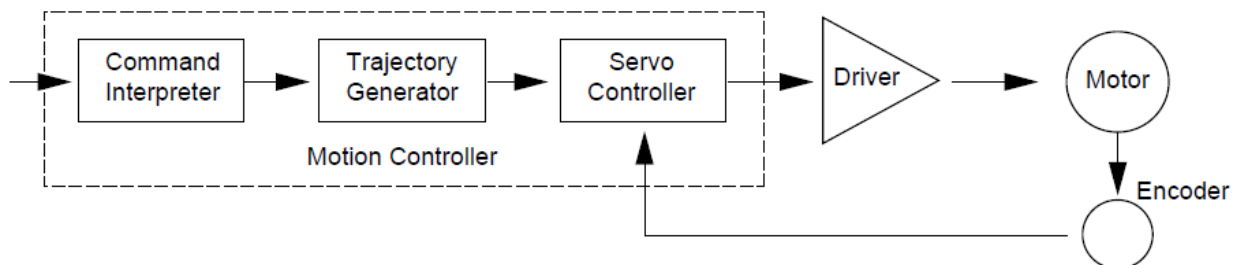 Command
Interpreter
Trajectory
Generator
Servo
Controller
Driver
Motor
Motion Controller
Encoder